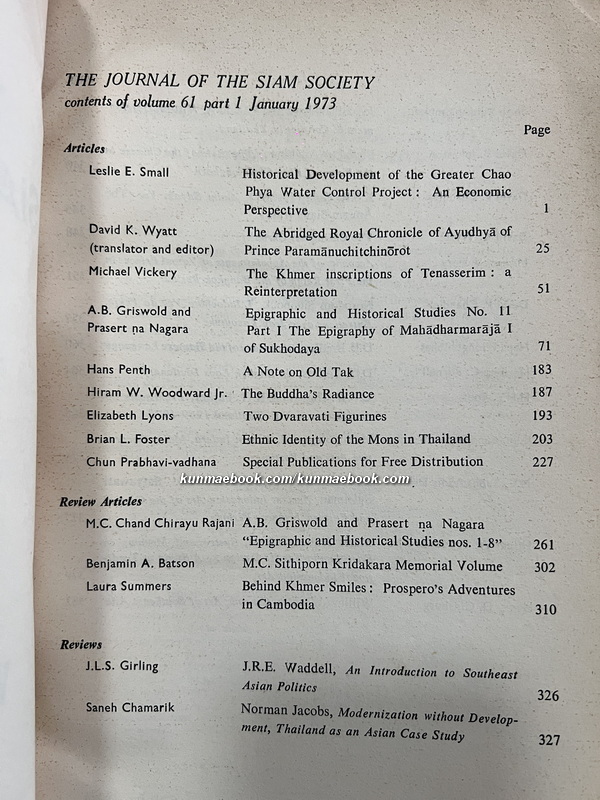 THE JOURNAL OF THE SIAM SOCIETY
contents of volume 61 part 1 January 1973
Page
Articles
Leslie E. Small Historical Development of the Greater Chao
Phya Water Control Project : An Economic
Perspective 1
David K. Wyatt The Abridged Royal Chronicle of Ayudhyā of
(translator and editor) Prince Paramānuchitchinōrot 25
Michael Vickery The Khmer inscriptions of Tenasserim : a
Reinterpretation 51
A.B. Griswold and Epigraphic and Historical Studies No. 11
Prasert ṇa Nagara Part I The Epigraphy of Mahādharmarājā I
of Sukhodaya 71
Hans Penth A Note on Old Tak 183
Hiram W. Woodward Jr. The Buddha's Radiance 187
Elizabeth Lyons Two Dvaravati Figurines 193
Brian L. Foster Ethnic Identity of the Mons in Thailand 203
Chun Prabhavi-vadhana Special Publications for Free Distribution 227
kunmaebook.com/kunmaebook.com
Review Articles
M.C. Chand Chirayu Rajani A.B. Griswold and Prasert ṇa Nagara
"Epigraphic and Historical Studies nos. 1-8" 261
Benjamin A. Batson M.C. Sithiporn Kridakara Memorial Volume 302
Laura Summers Behind Khmer Smiles : Prospero's Adventures
in Cambodia 310
Reviews
J.L.S. Girling J.R.E. Waddell, An Introduction to Southeast
Asian Politics 326
Saneh Chamarik Norman Jacobs, Modernization without Develop-
ment, Thailand as an Asian Case Study 327